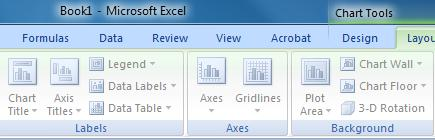 Book1 - Microsoft Excel Chart Tools
Formulas Data Review View Acrobat Design Layou
Chart Title Axis Titles Legend Data Labels Data Table Axes Gridlines Plot Area Chart Wall Chart Floor 3-D Rotation
Labels Axes Background